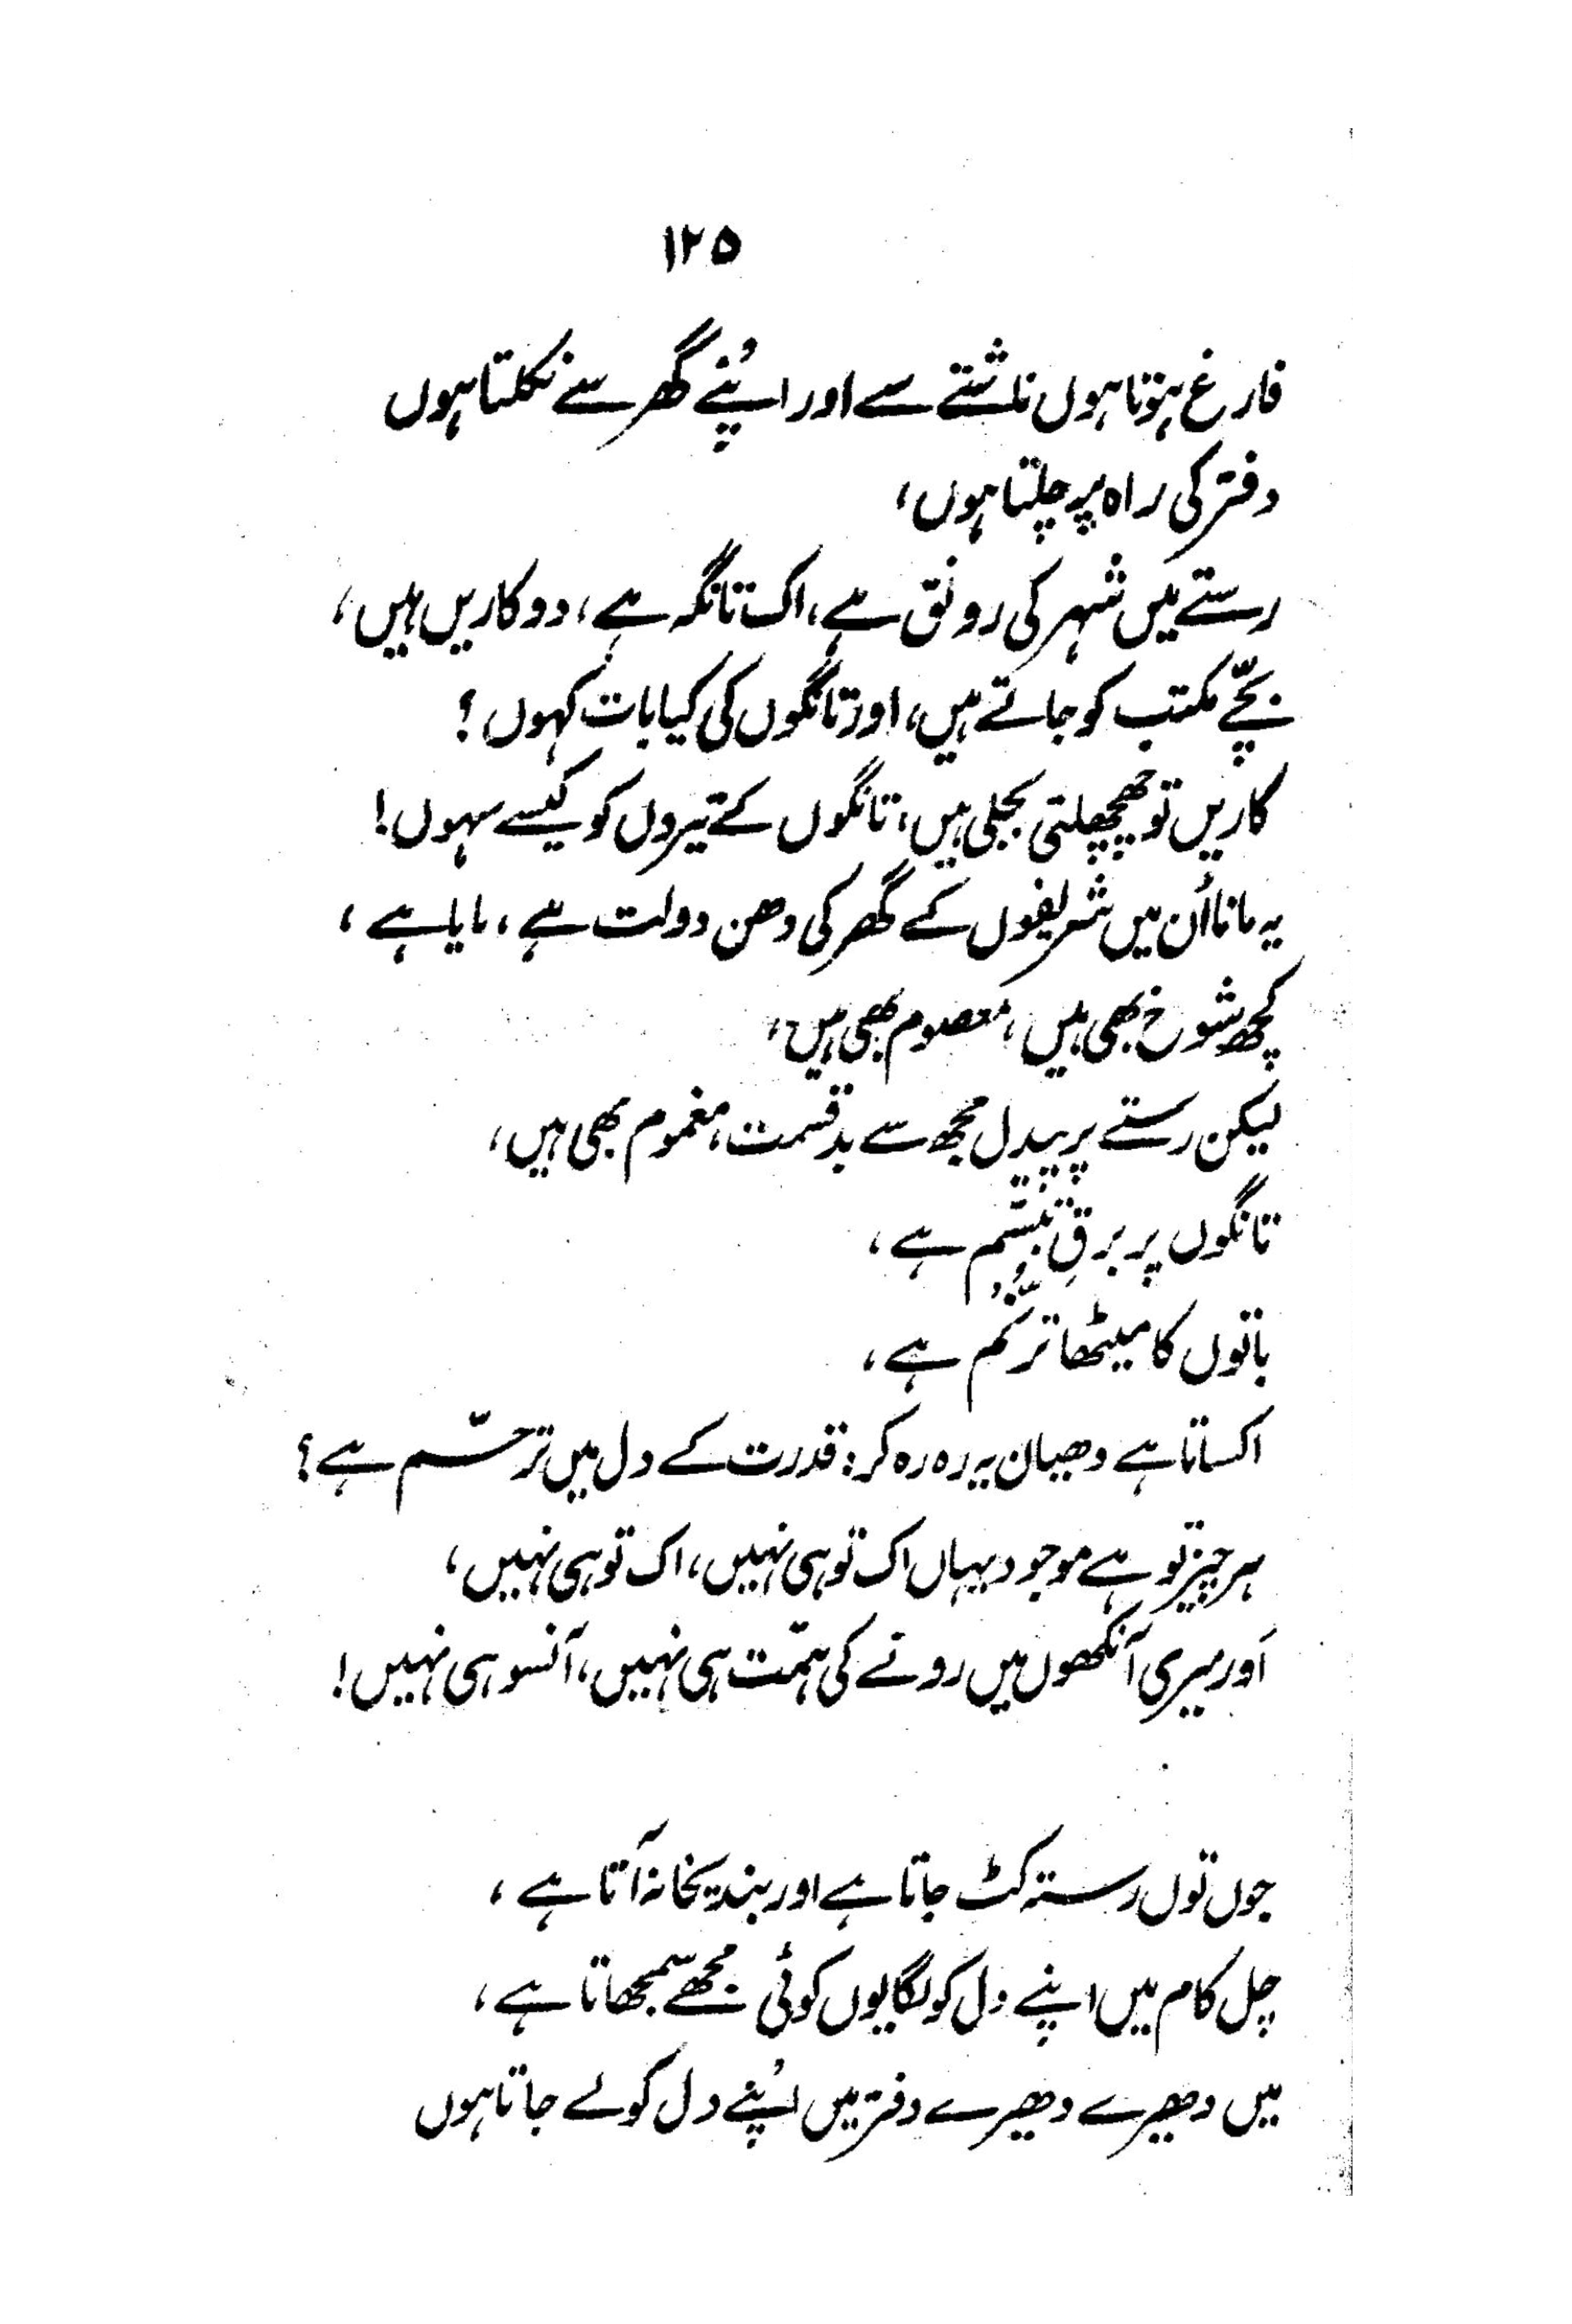 ۱۲۵
فارغ ہوتا ہوں ناشتے سے اور اپنے گھر سے نکلتا ہوں
دفتر کی راہ پر چلتا ہوں،
رستے میں شہر کی رونق ہے، اک تانگہ ہے، دو کاریں ہیں،
بچّے مکتب کو جاتے ہیں، اور تانگوں کی کیا بات کہوں؟
کاریں تو چھچھلتی بجلی ہیں، تانگوں کے تیروں کو کیسے سہوں!
یہ مانا اُن میں شریفوں کے گھر کی دھن دولت ہے، مایا ہے،
کچھ شوخ بھی ہیں، معصوم بھی ہیں،
لیکن رستے پر پیدل مجھ سے بدقسمت، مغموم بھی ہیں،
تانگوں پر برقِ تبسّم ہے،
باتوں کا میٹھا ترنّم ہے،
اکساتا ہے دھیان یہ رہ رہ کر: قدرت کے دل میں ترحّم ہے؟
ہر چیز تو ہے موجود یہاں اک تو ہی نہیں، اک تو ہی نہیں،
اَور میری آنکھوں میں رونے کی ہمّت ہی نہیں، آنسو ہی نہیں!
جوں توں رستہ کٹ جاتا ہے اور بندیخانہ آتا ہے،
چل کام میں اپنے دل کو لگا یوں کوئی مجھے سمجھاتا ہے،
میں دھیرے دھیرے دفتر میں اپنے دل کو لے جاتا ہوں